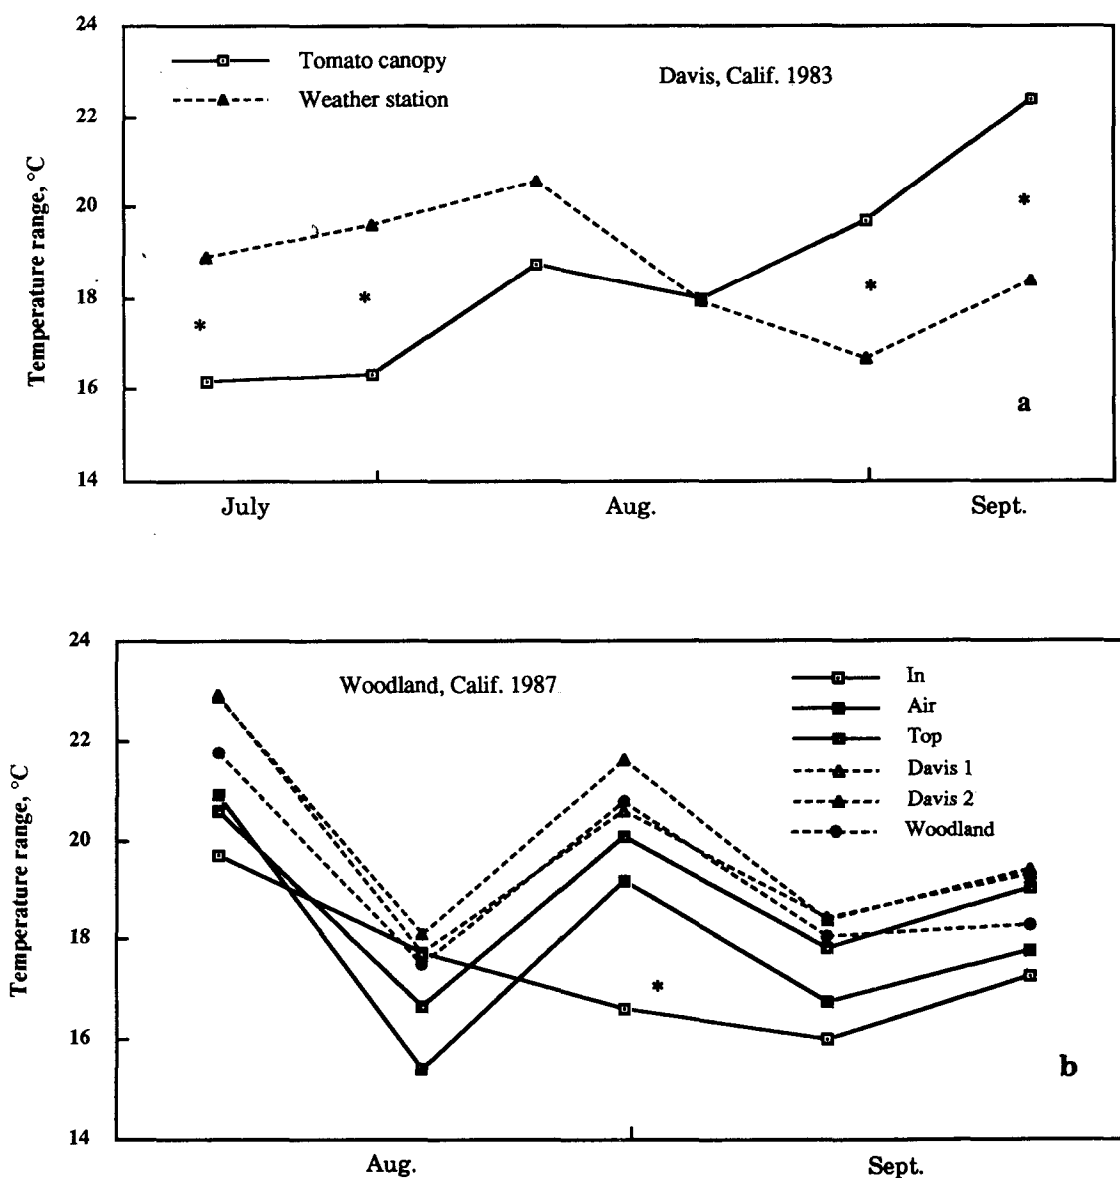 24
22
20
18
16
14
Temperature range, °C
Tomato canopy
Weather station
Davis, Calif. 1983
*
*
*
*
a
July
Aug.
Sept.
24
22
20
18
16
14
Temperature range, °C
Woodland, Calif. 1987
In
Air
Top
Davis 1
Davis 2
Woodland
*
b
Aug.
Sept.